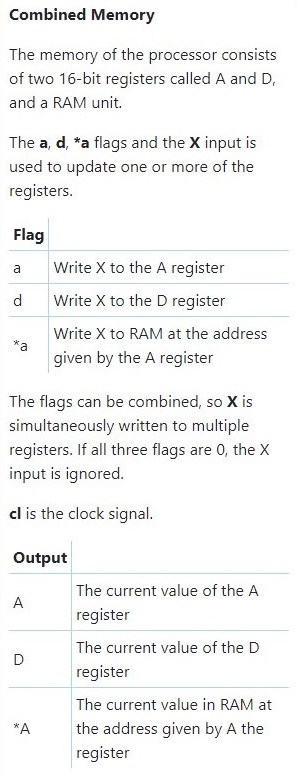 Combined Memory
The memory of the processor consists
of two 16-bit registers called A and D,
and a RAM unit.
The a, d, *a flags and the X input is
used to update one or more of the
registers.
Flag
a Write X to the A register
d Write X to the D register
*a Write X to RAM at the address
given by the A register
The flags can be combined, so X is
simultaneously written to multiple
registers. If all three flags are 0, the X
input is ignored.
cl is the clock signal.
Output
A The current value of the A
register
D The current value of the D
register
*A The current value in RAM at
the address given by A the
register